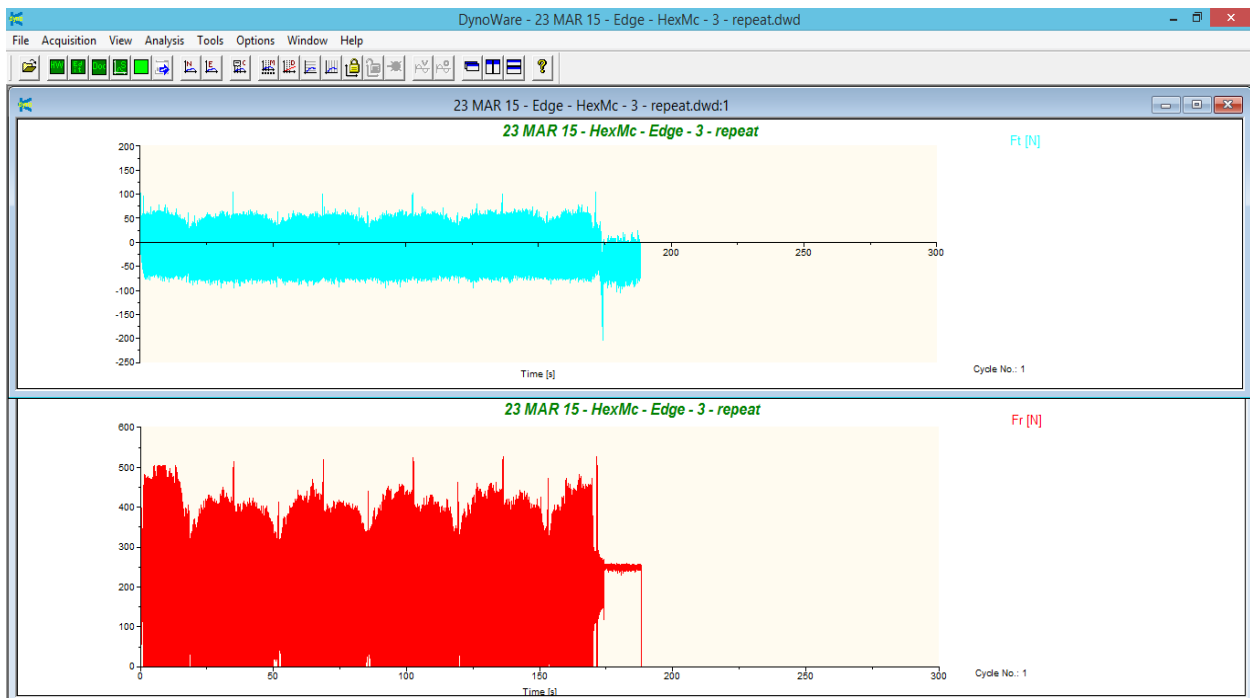 DynoWare - 23 MAR 15 - Edge - HexMc - 3 - repeat.dwd
File Acquisition View Analysis Tools Options Window Help
23 MAR 15 - Edge - HexMc - 3 - repeat.dwd:1
23 MAR 15 - HexMc - Edge - 3 - repeat
Ft [N]
200
150
100
50
0
-50
-100
-150
-200
-250
200 250 300
Time [s]
Cycle No.: 1
23 MAR 15 - HexMc - Edge - 3 - repeat
Fr [N]
600
500
400
300
200
100
0
0 50 100 150 200 250 300
Time [s]
Cycle No.: 1